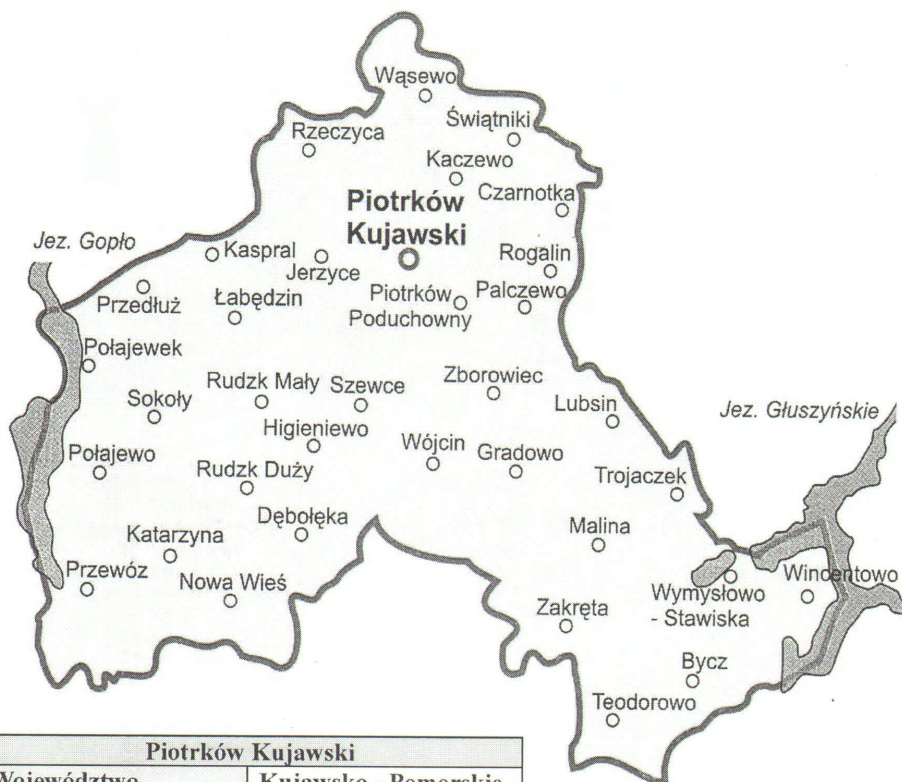 Wąsewo
Świątniki
Rzeczyca
Kaczewo
Czarnotka
Piotrków
Kujawski
Jez. Gopło
Kaspral
Jerzyce
Rogalin
Przedłuż
Łabędzin
Piotrków
Poduchowny
Palczewo
Połajewek
Rudzk Mały
Szewce
Zborowiec
Sokoły
Lubsin
Jez. Głuszyńskie
Higieniewo
Wójcin
Gradowo
Połajewo
Rudzk Duży
Trojaczek
Dębołęka
Malina
Katarzyna
Przewóz
Nowa Wieś
Wymysłowo
- Stawiska
Wincentowo
Zakręta
Bycz
Teodorowo
Piotrków Kujawski
Województwo
Kujawsko - Pomorskie